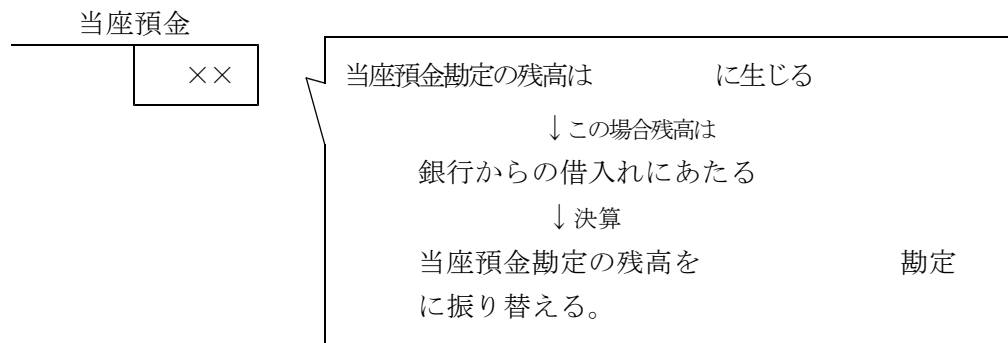 当座預金
××
当座預金勘定の残高は　　　　に生じる
↓この場合残高は
銀行からの借入れにあたる
↓決算
当座預金勘定の残高を　　　　　　勘定
に振り替える。